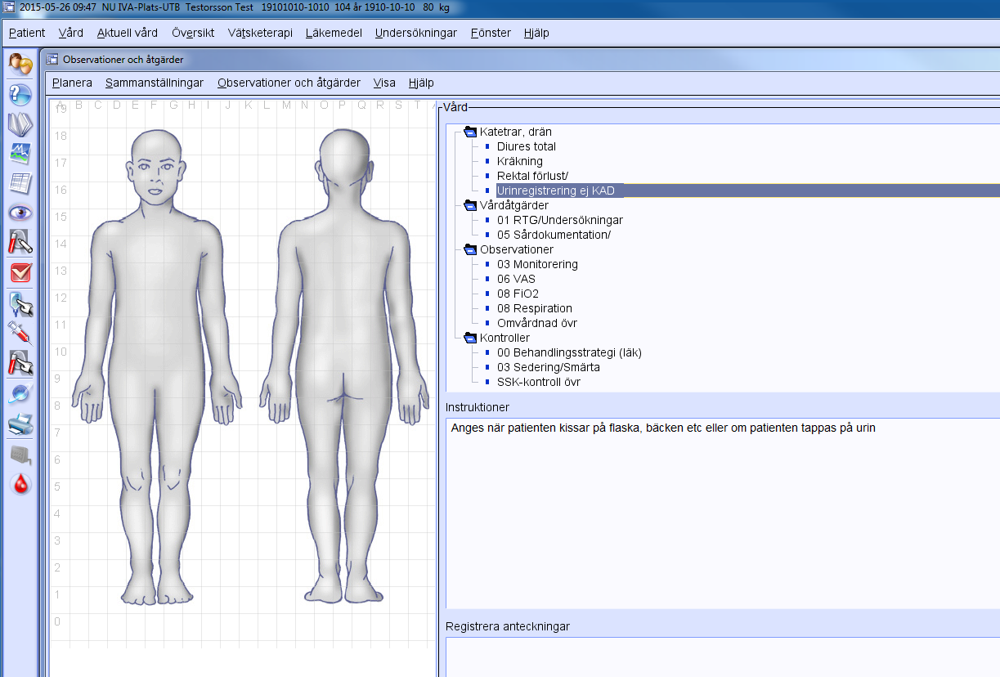 2015-05-26 09:47 NU IVA-Plats-UTB Testorsson Test 19101010-1010 104 år 1910-10-10 80 kg
Patient Vård Aktuell vård Översikt Vätsketerapi Läkemedel Undersökningar Fönster Hjälp
Observationer och åtgärder
Planera Sammanställningar Observationer och åtgärder Visa Hjälp
A B C D E F G H I J K L M N O P Q R S T
19
18
17
16
15
14
13
12
11
10
9
8
7
6
5
4
3
2
1
0
Vård
Katetrar, drän
Diures total
Kräkning
Rektal förlust/
Urinregistrering ej KAD
Vårdåtgärder
01 RTG/Undersökningar
05 Sårdokumentation/
Observationer
03 Monitorering
06 VAS
08 FiO2
08 Respiration
Omvårdnad övr
Kontroller
00 Behandlingsstrategi (läk)
03 Sedering/Smärta
SSK-kontroll övr
Instruktioner
Anges när patienten kissar på flaska, bäcken etc eller om patienten tappas på urin
Registrera anteckningar